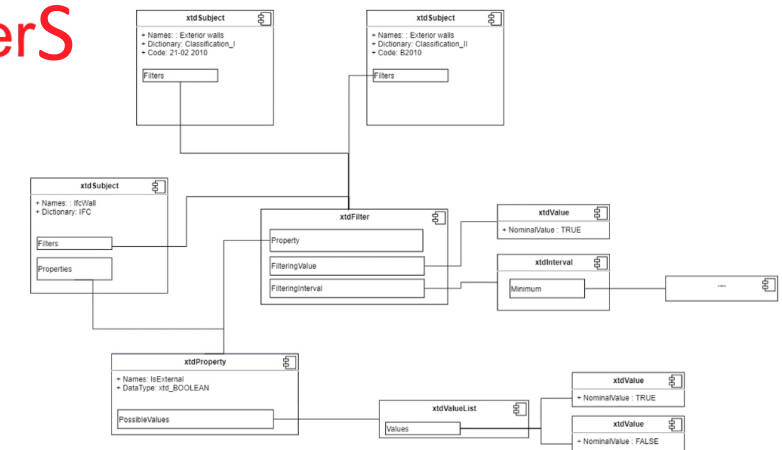 erS
xtdSubject
+ Names: : Exterior walls
+ Dictionary: Classification_I
+ Code: 21-02 2010
Filters
xtdSubject
+ Names: : Exterior walls
+ Dictionary: Classification_II
+ Code: B2010
Filters
xtdSubject
+ Names: : IfcWall
+ Dictionary: IFC
Filters
Properties
xtdFilter
Property
FilteringValue
FilteringInterval
xtdValue
+ NominalValue : TRUE
xtdInterval
Minimum
...
xtdProperty
+ Names: IsExternal
+ DataType: xtd_BOOLEAN
PossibleValues
xtdValueList
Values
xtdValue
+ NominalValue : TRUE
xtdValue
+ NominalValue : FALSE